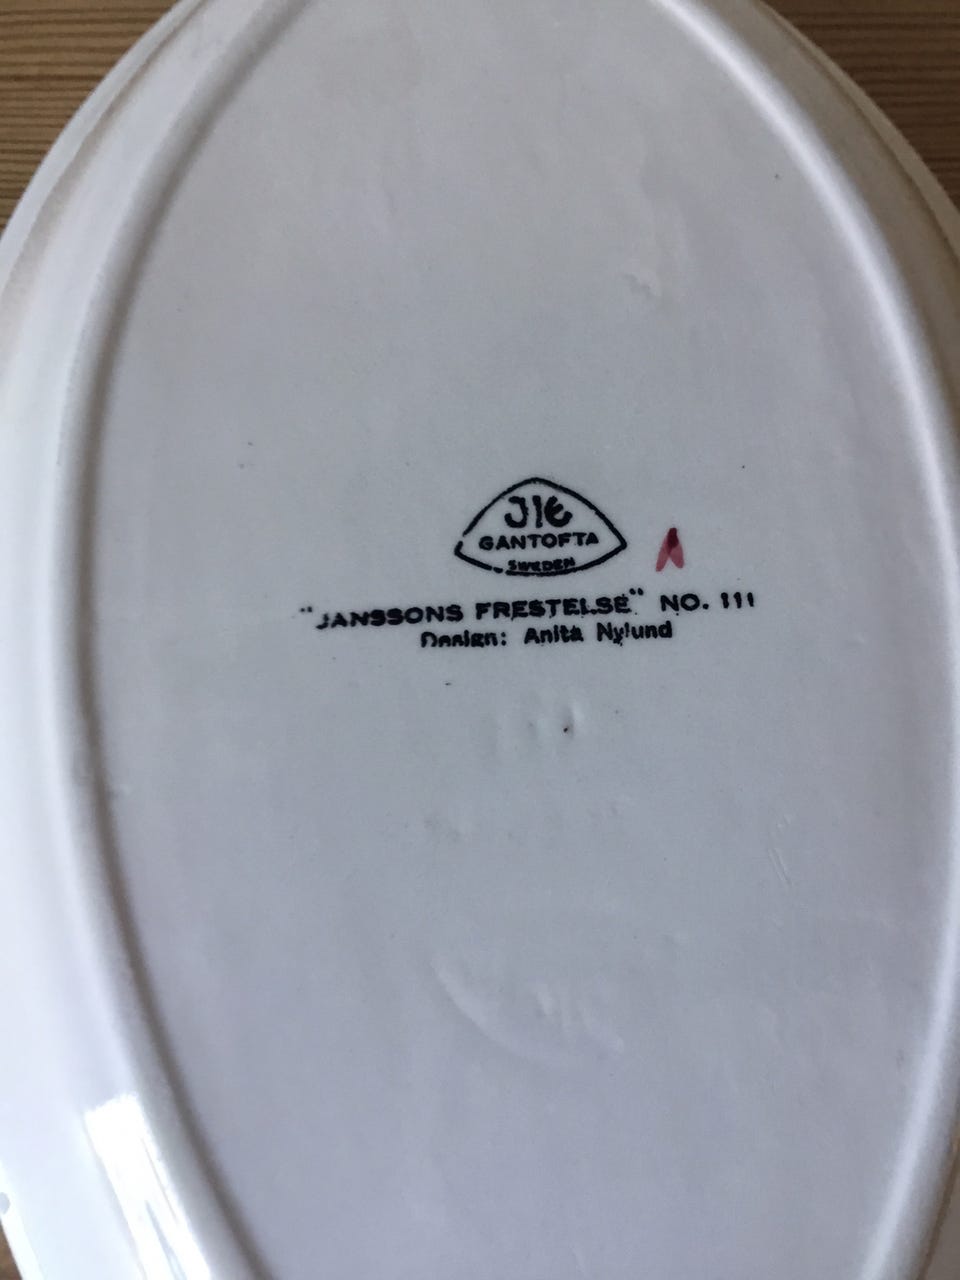 JIE
GANTOFTA
SWEDEN
"JANSSONS FRESTELSE" NO. 111
Design: Anita Nylund